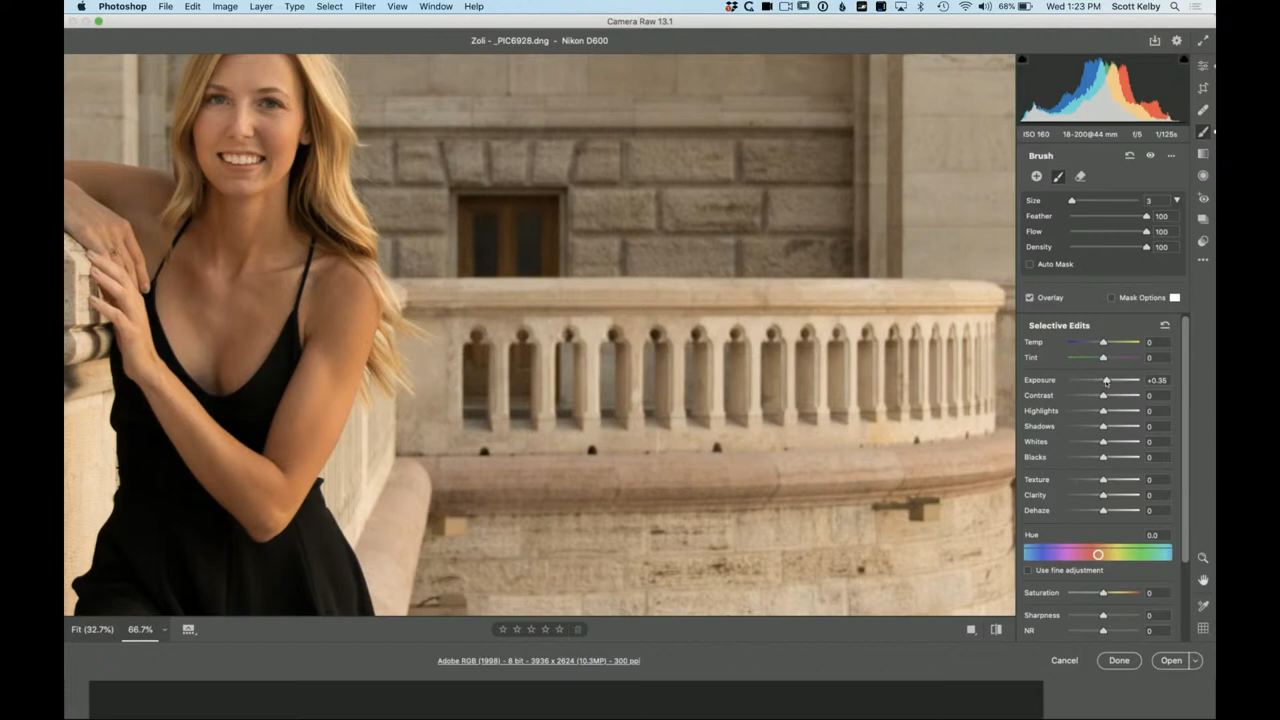 Photoshop File Edit Image Layer Type Select Filter View Window Help 68% Wed 1:23 PM Scott Kelby
Camera Raw 13.1
Zoli - _PIC6928.dng - Nikon D600
ISO 160 18-200@44 mm f/5 1/125s
Brush
Size 3
Feather 100
Flow 100
Density 100
Auto Mask
Overlay Mask Options
Selective Edits
Temp 0
Tint 0
Exposure +0.35
Contrast 0
Highlights 0
Shadows 0
Whites 0
Blacks 0
Texture 0
Clarity 0
Dehaze 0
Hue 0.0
Use fine adjustment
Saturation 0
Sharpness 0
NR 0
Fit (32.7%) 66.7%
Adobe RGB (1998) - 8 bit - 3936 x 2624 (10.3MP) - 300 ppi
Cancel Done Open